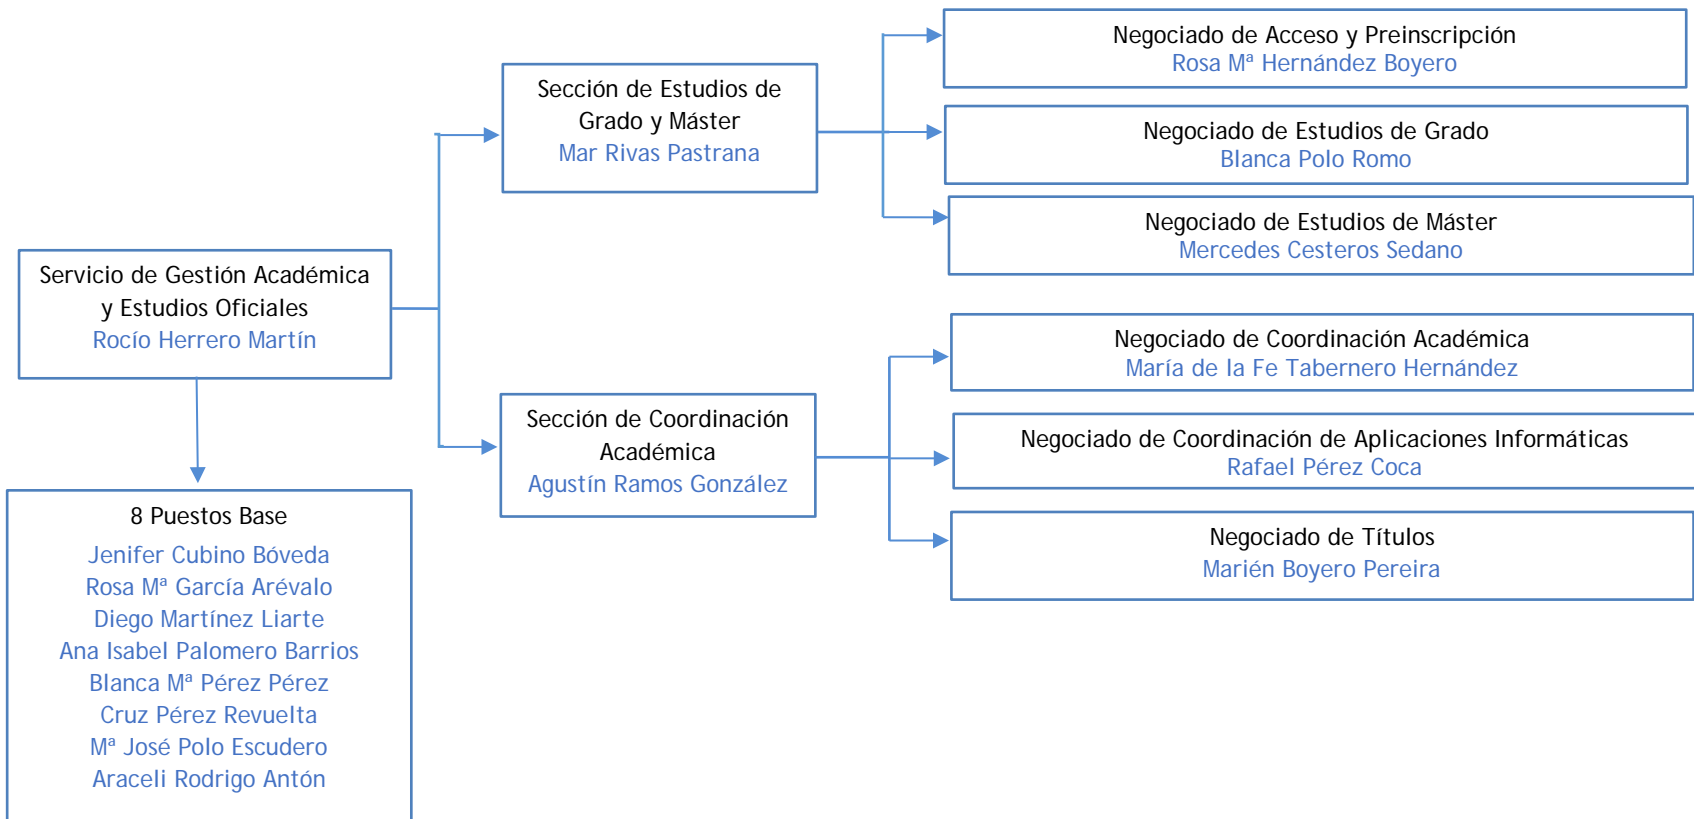 Servicio de Gestión Académica
y Estudios Oficiales
Rocío Herrero Martín
8 Puestos Base
Jenifer Cubino Bóveda
Rosa Mª García Arévalo
Diego Martínez Liarte
Ana Isabel Palomero Barrios
Blanca Mª Pérez Pérez
Cruz Pérez Revuelta
Mª José Polo Escudero
Araceli Rodrigo Antón
Sección de Estudios de
Grado y Máster
Mar Rivas Pastrana
Negociado de Acceso y Preinscripción
Rosa Mª Hernández Boyero
Negociado de Estudios de Grado
Blanca Polo Romo
Negociado de Estudios de Máster
Mercedes Cesteros Sedano
Sección de Coordinación
Académica
Agustín Ramos González
Negociado de Coordinación Académica
María de la Fe Tabernero Hernández
Negociado de Coordinación de Aplicaciones Informáticas
Rafael Pérez Coca
Negociado de Títulos
Marién Boyero Pereira